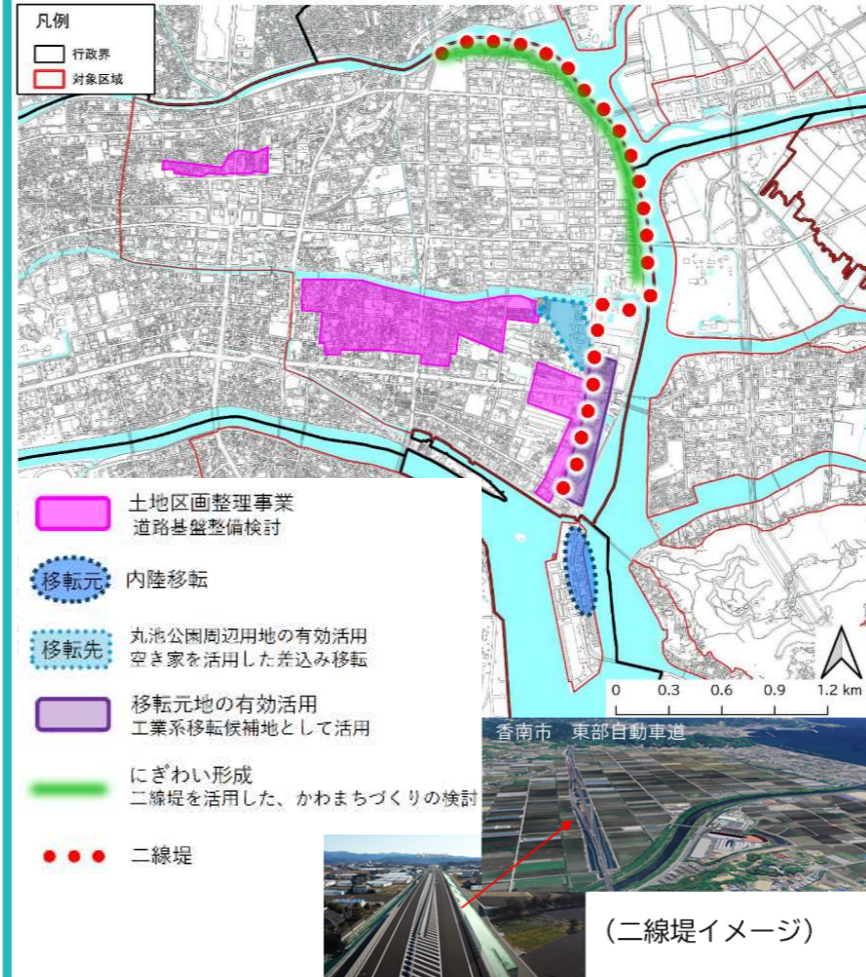 凡例
行政界
対象区域
0 0.3 0.6 0.9 1.2 km
土地区画整理事業
道路基盤整備検討
移転元 内陸移転
移転先 丸池公園周辺用地の有効活用
空き家を活用した差込み移転
移転元地の有効活用
工業系移転候補地として活用
にぎわい形成
二線堤を活用した、かわまちづくりの検討
二線堤
香南市 東部自動車道
（二線堤イメージ）